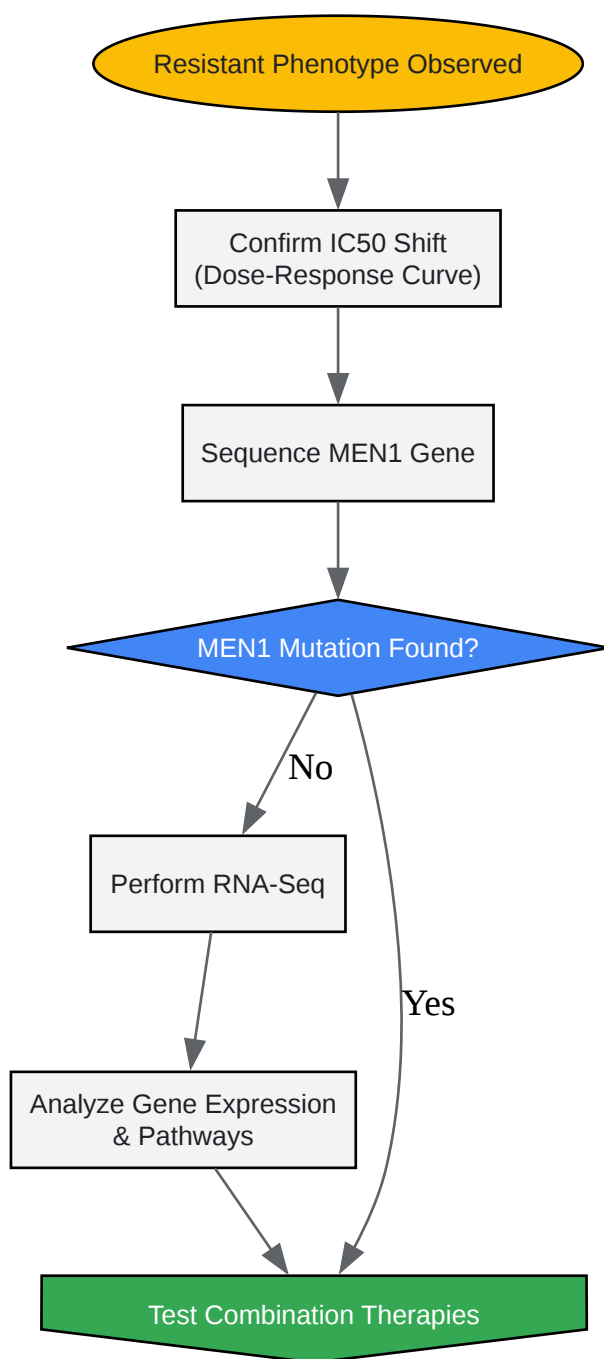 Resistant Phenotype Observed
Confirm IC50 Shift
(Dose-Response Curve)
Sequence MEN1 Gene
MEN1 Mutation Found?
No
Perform RNA-Seq
Yes
Analyze Gene Expression
& Pathways
Test Combination Therapies